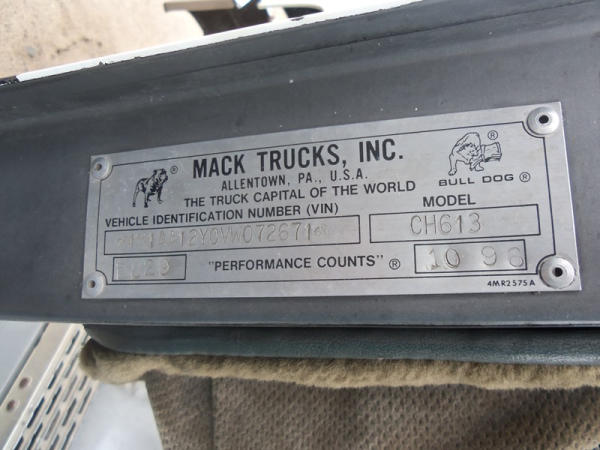 MACK TRUCKS, INC.
ALLENTOWN, PA., U.S.A.
THE TRUCK CAPITAL OF THE WORLD
BULL DOG ®
VEHICLE IDENTIFICATION NUMBER (VIN)
MODEL
CH613
"PERFORMANCE COUNTS" ®
10 96
4MR2575A